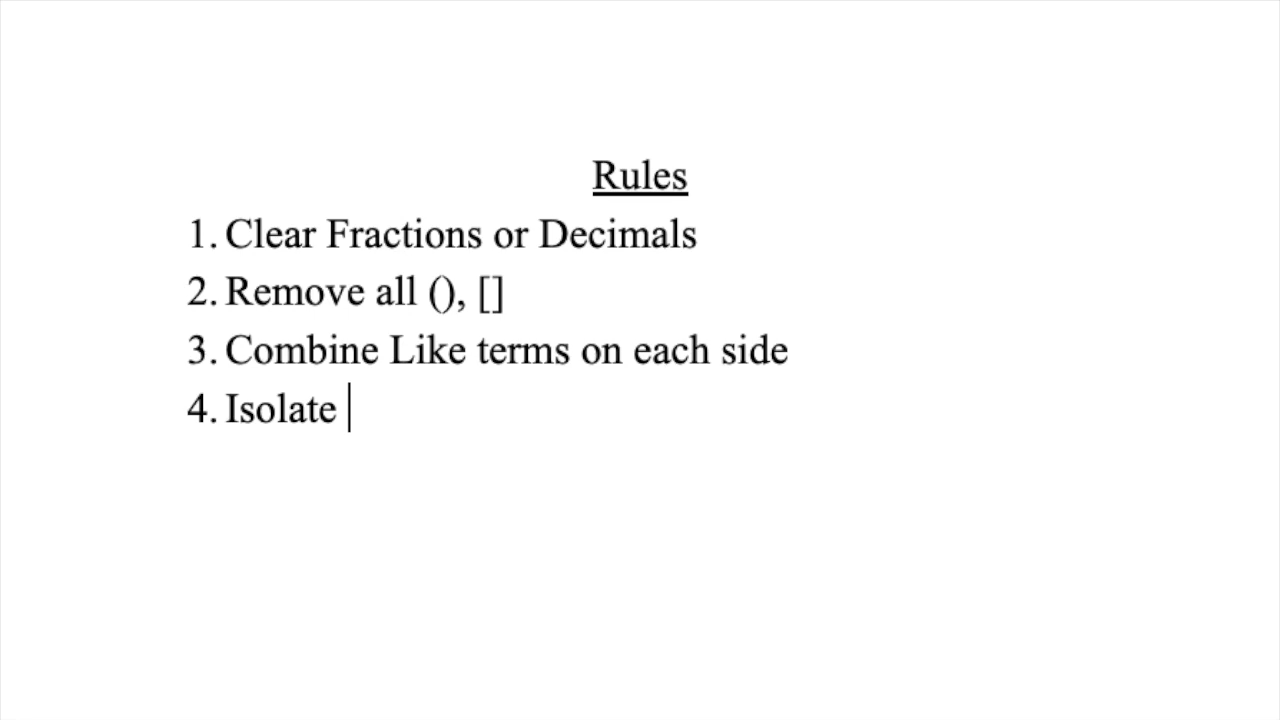 Rules
1. Clear Fractions or Decimals
2. Remove all (), []
3. Combine Like terms on each side
4. Isolate